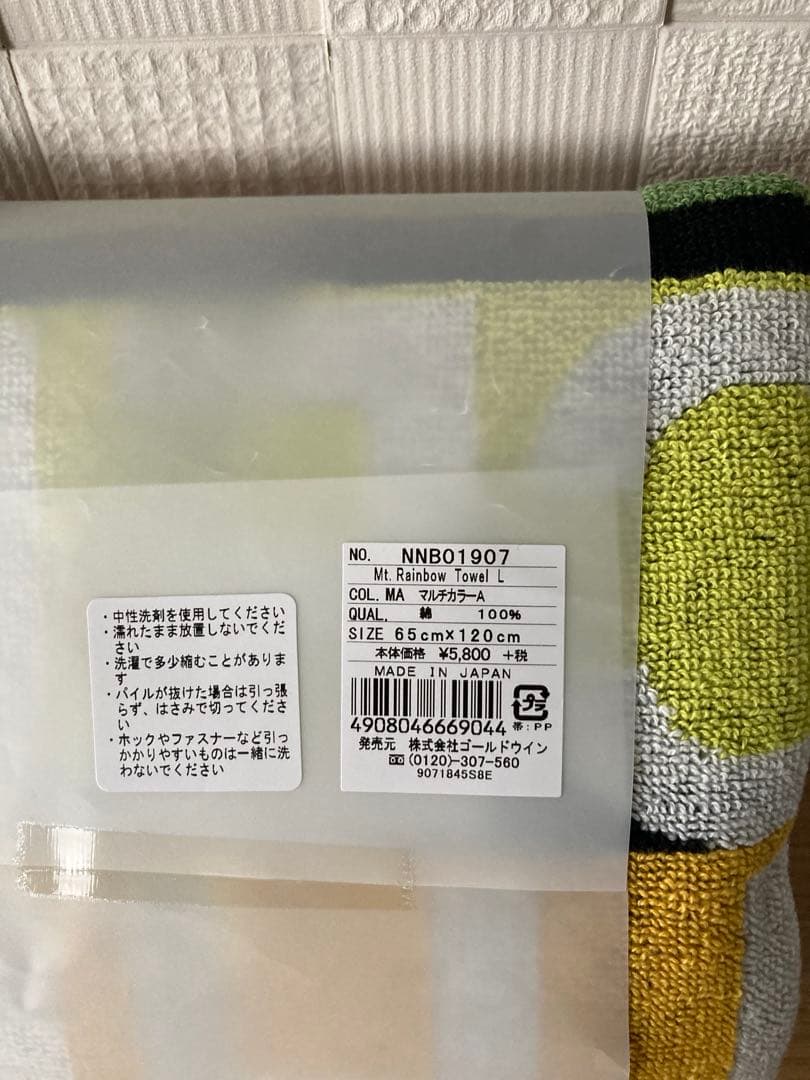 ・中性洗剤を使用してください
・濡れたまま放置しないでくだ
さい
・洗濯で多少縮むことがありま
す
・パイルが抜けた場合は引っ張
らず、はさみで切ってくださ
い
・ホックやファスナーなど引っ
かかりやすいものは一緒に洗
わないでください
NO. NNB01907
Mt. Rainbow Towel L
COL. MA マルチカラーA
QUAL. 綿 100%
SIZE 65cm×120cm
本体価格 ¥5,800 +税
MADE IN JAPAN
4908046669044
プラ
帯:PP
発売元 株式会社ゴールドウイン
(0120)-307-560
9071845S8E